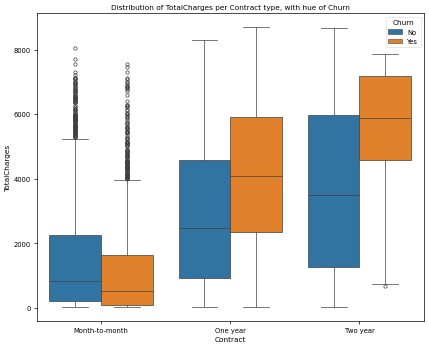 Distribution of TotalCharges per Contract type, with hue of Churn
Churn
No
Yes
8000
6000
4000
2000
0
TotalCharges
Month-to-month
One year
Two year
Contract